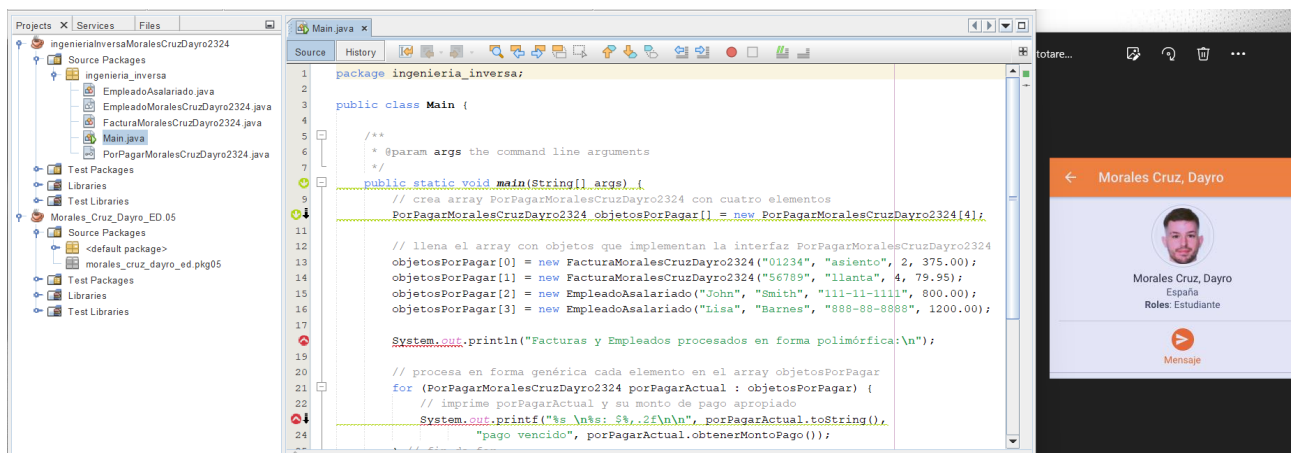 Projects Services Files
ingenieriaInversaMoralesCruzDayro2324
Source Packages
ingenieria_inversa
EmpleadoAsalariado.java
EmpleadoMoralesCruzDayro2324.java
FacturaMoralesCruzDayro2324.java
Main.java
PorPagarMoralesCruzDayro2324.java
Test Packages
Libraries
Test Libraries
Morales_Cruz_Dayro_ED.05
Source Packages
<default package>
morales_cruz_dayro_ed.pkg05
Test Packages
Libraries
Test Libraries
Main.java
Source History
1 package ingenieria_inversa;
2
3 public class Main {
4
5 /**
6 * @param args the command line arguments
7 */
public static void main(String[] args) {
9 // crea array PorPagarMoralesCruzDayro2324 con cuatro elementos
PorPagarMoralesCruzDayro2324 objetosPorPagar[] = new PorPagarMoralesCruzDayro2324[4];
11
12 // llena el array con objetos que implementan la interfaz PorPagarMoralesCruzDayro2324
13 objetosPorPagar[0] = new FacturaMoralesCruzDayro2324("01234", "asiento", 2, 375.00);
14 objetosPorPagar[1] = new FacturaMoralesCruzDayro2324("56789", "llanta", 4, 79.95);
15 objetosPorPagar[2] = new EmpleadoAsalariado("John", "Smith", "111-11-1111", 800.00);
16 objetosPorPagar[3] = new EmpleadoAsalariado("Lisa", "Barnes", "888-88-8888", 1200.00);
17
System.out.println("Facturas y Empleados procesados en forma polimórfica:\n");
19
20 // procesa en forma genérica cada elemento en el array objetosPorPagar
21 for (PorPagarMoralesCruzDayro2324 porPagarActual : objetosPorPagar) {
22 // imprime porPagarActual y su monto de pago apropiado
System.out.printf("%s \n%s: $%,.2f\n\n", porPagarActual.toString(),
24 "pago vencido", porPagarActual.obtenerMontoPago());
totare...
Morales Cruz, Dayro
Morales Cruz, Dayro
España
Roles: Estudiante
Mensaje